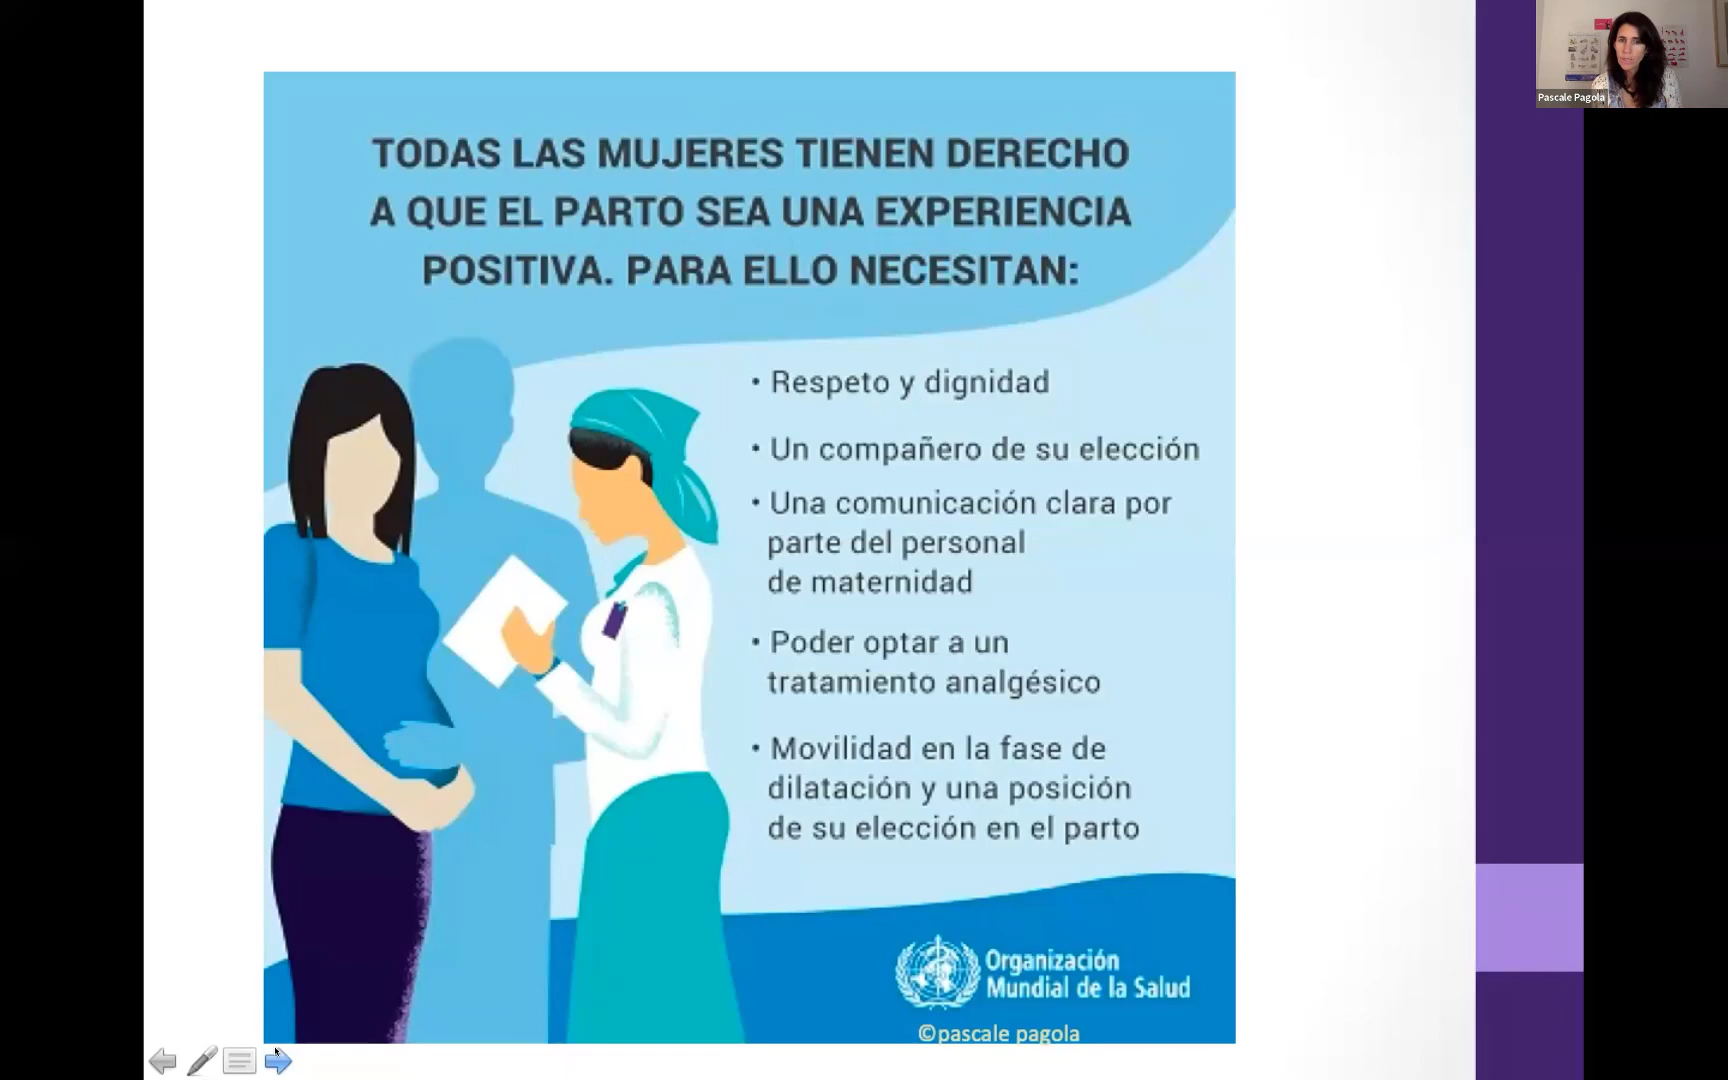 TODAS LAS MUJERES TIENEN DERECHO
A QUE EL PARTO SEA UNA EXPERIENCIA
POSITIVA. PARA ELLO NECESITAN:
• Respeto y dignidad
• Un compañero de su elección
• Una comunicación clara por
parte del personal
de maternidad
• Poder optar a un
tratamiento analgésico
• Movilidad en la fase de
dilatación y una posición
de su elección en el parto
Organización
Mundial de la Salud
©pascale pagola
Pascale Pagola